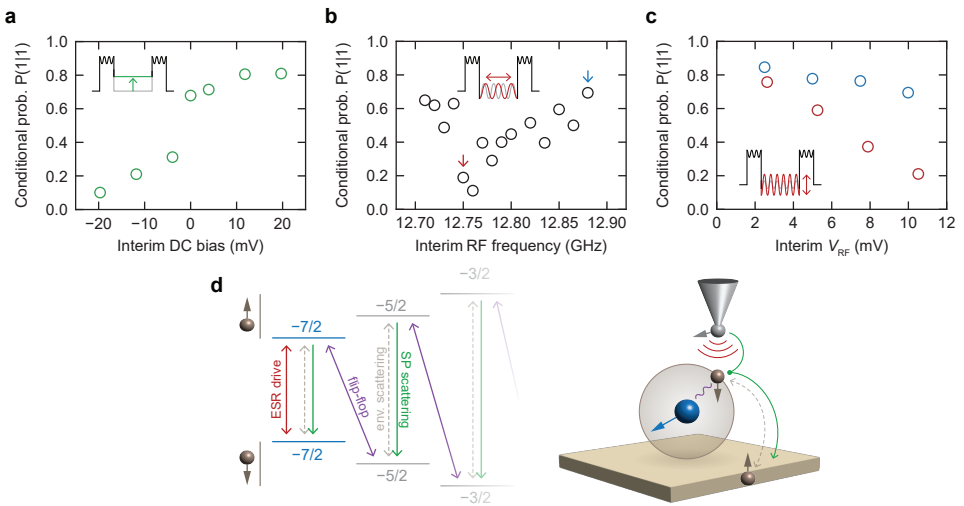 a
Conditional prob. P(1|1)
1.0
0.8
0.6
0.4
0.2
0.0
−20
−10
0
10
20
Interim DC bias (mV)
b
Conditional prob. P(1|1)
1.0
0.8
0.6
0.4
0.2
0.0
12.70
12.75
12.80
12.85
12.90
Interim RF frequency (GHz)
c
Conditional prob. P(1|1)
1.0
0.8
0.6
0.4
0.2
0.0
0
2
4
6
8
10
12
Interim VRF (mV)
d
−7/2
−5/2
−3/2
ESR drive
flip-flop
env. scattering
SP scattering
−7/2
−5/2
−3/2